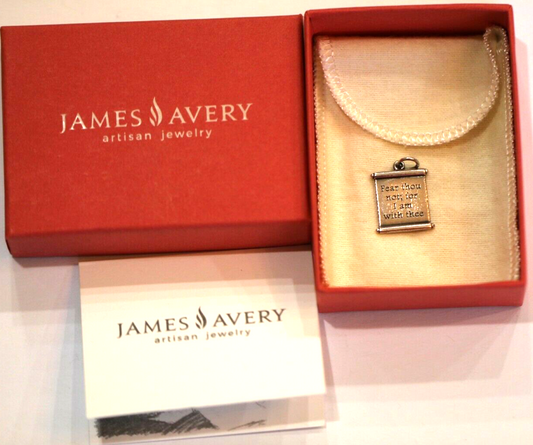 JAMES AVERY
artisan jewelry
Fear thou
not; for
I am
with thee
JAMES AVERY
artisan jewelry